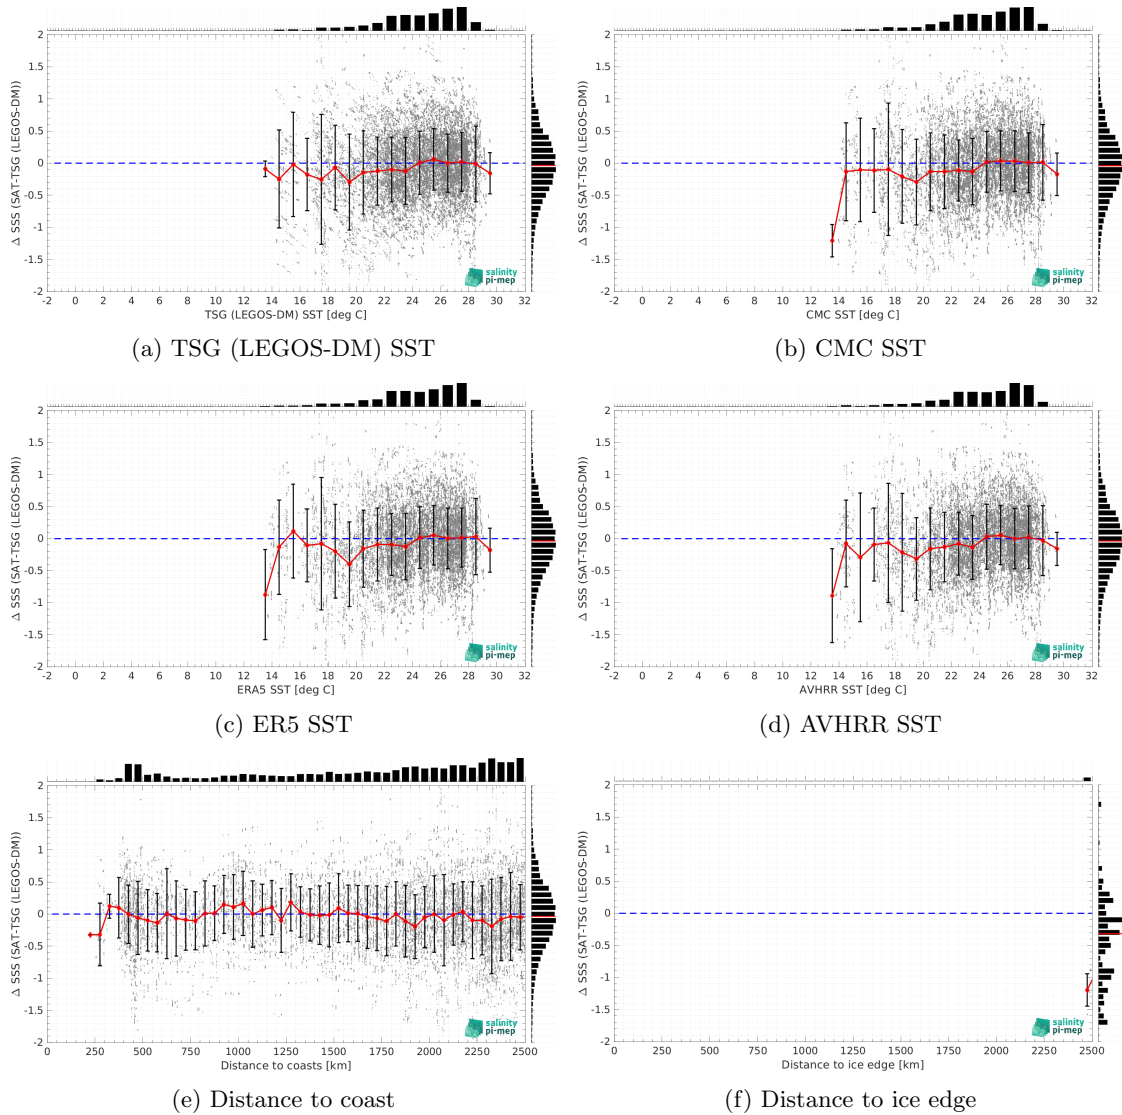 2
1.5
1
0.5
0
-0.5
-1
-1.5
-2
Δ SSS (SAT-TSG (LEGOS-DM))
-2 0 2 4 6 8 10 12 14 16 18 20 22 24 26 28 30 32
TSG (LEGOS-DM) SST [deg C]
salinity
pi-mep
(a) TSG (LEGOS-DM) SST
2
1.5
1
0.5
0
-0.5
-1
-1.5
-2
Δ SSS (SAT-TSG (LEGOS-DM))
-2 0 2 4 6 8 10 12 14 16 18 20 22 24 26 28 30 32
CMC SST [deg C]
salinity
pi-mep
(b) CMC SST
2
1.5
1
0.5
0
-0.5
-1
-1.5
-2
Δ SSS (SAT-TSG (LEGOS-DM))
-2 0 2 4 6 8 10 12 14 16 18 20 22 24 26 28 30 32
ERA5 SST [deg C]
salinity
pi-mep
(c) ER5 SST
2
1.5
1
0.5
0
-0.5
-1
-1.5
-2
Δ SSS (SAT-TSG (LEGOS-DM))
-2 0 2 4 6 8 10 12 14 16 18 20 22 24 26 28 30 32
AVHRR SST [deg C]
salinity
pi-mep
(d) AVHRR SST
2
1.5
1
0.5
0
-0.5
-1
-1.5
-2
Δ SSS (SAT-TSG (LEGOS-DM))
0 250 500 750 1000 1250 1500 1750 2000 2250 2500
Distance to coasts [km]
salinity
pi-mep
(e) Distance to coast
2
1.5
1
0.5
0
-0.5
-1
-1.5
-2
Δ SSS (SAT-TSG (LEGOS-DM))
0 250 500 750 1000 1250 1500 1750 2000 2250 2500
Distance to ice edge [km]
salinity
pi-mep
(f) Distance to ice edge